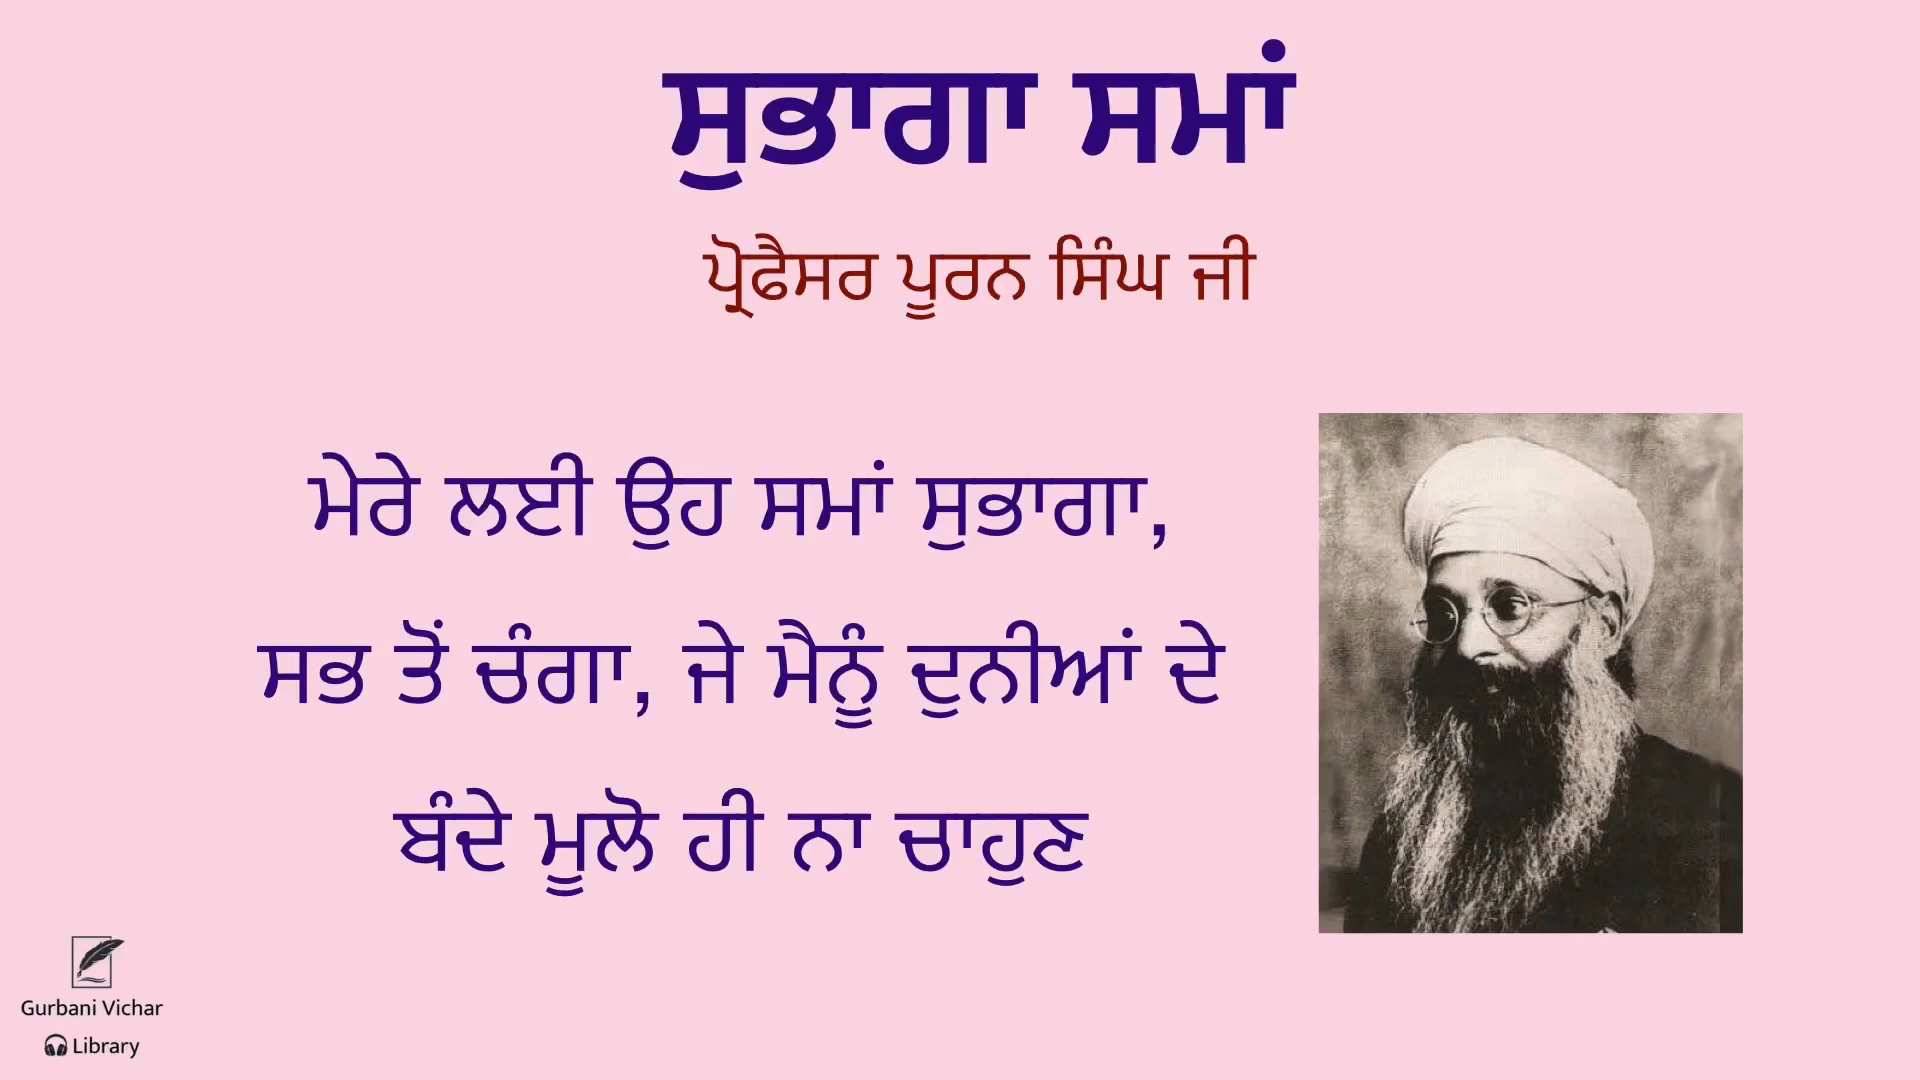 ਸੁਭਾਗਾ ਸਮਾਂ
ਪ੍ਰੋਫੈਸਰ ਪੂਰਨ ਸਿੰਘ ਜੀ
ਮੇਰੇ ਲਈ ਉਹ ਸਮਾਂ ਸੁਭਾਗਾ,
ਸਭ ਤੋਂ ਚੰਗਾ, ਜੇ ਮੈਨੂੰ ਦੁਨੀਆਂ ਦੇ
ਬੰਦੇ ਮੂਲੋ ਹੀ ਨਾ ਚਾਹੁਣ
Gurbani Vichar
Library